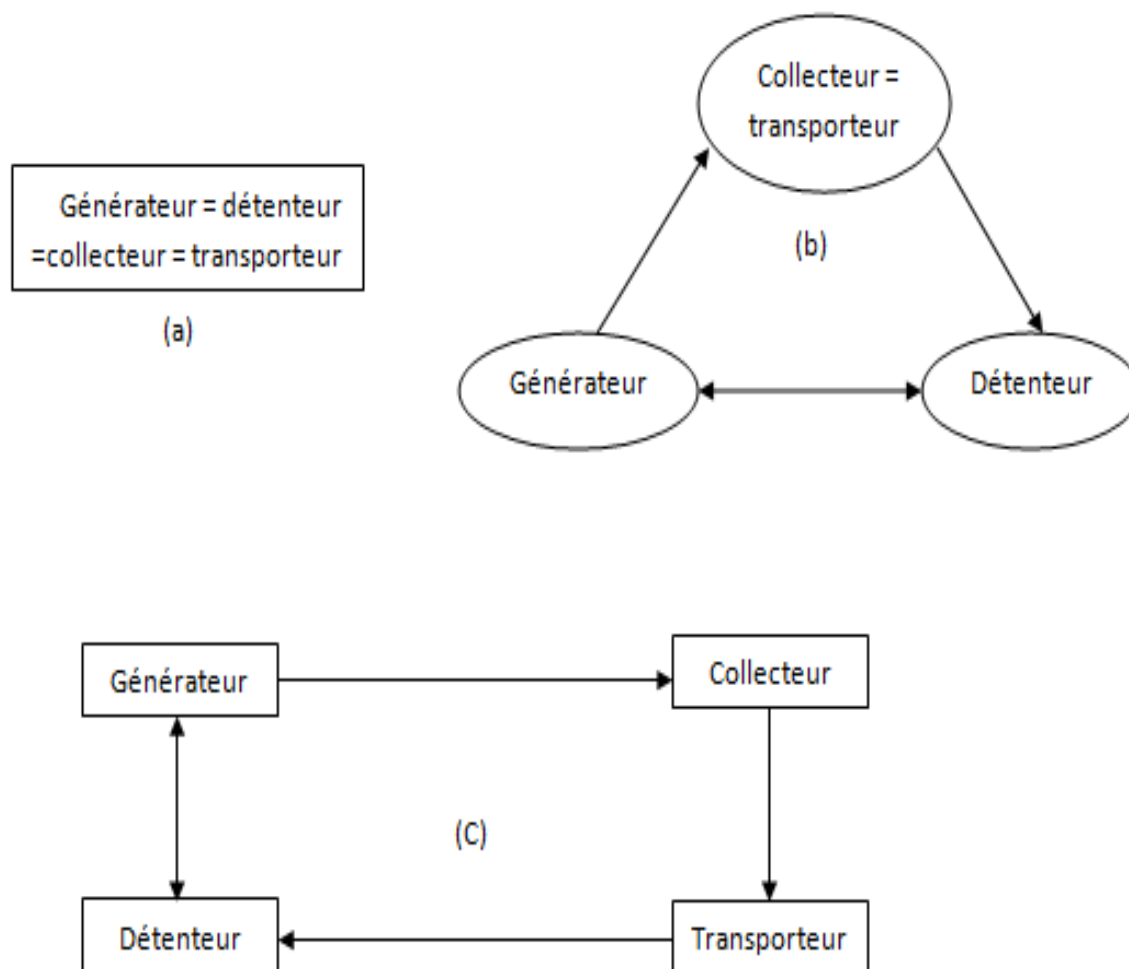 Collecteur =
transporteur
Générateur = détenteur
=collecteur = transporteur
(a)
(b)
Générateur
Détenteur
Générateur
Collecteur
(C)
Détenteur
Transporteur